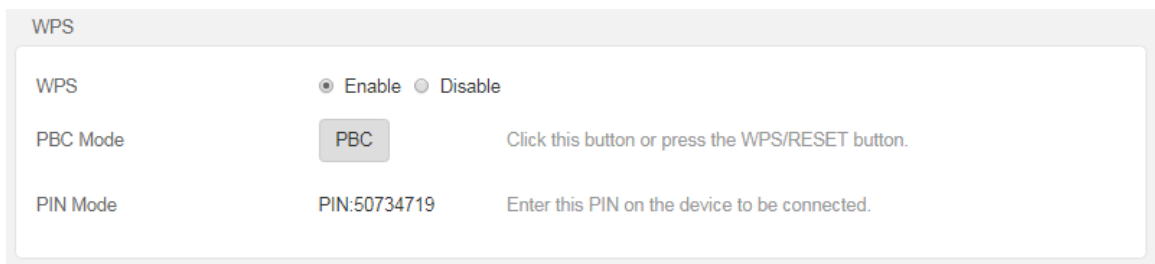 WPS
WPS Enable Disable
PBC Mode PBC Click this button or press the WPS/RESET button.
PIN Mode PIN:50734719 Enter this PIN on the device to be connected.